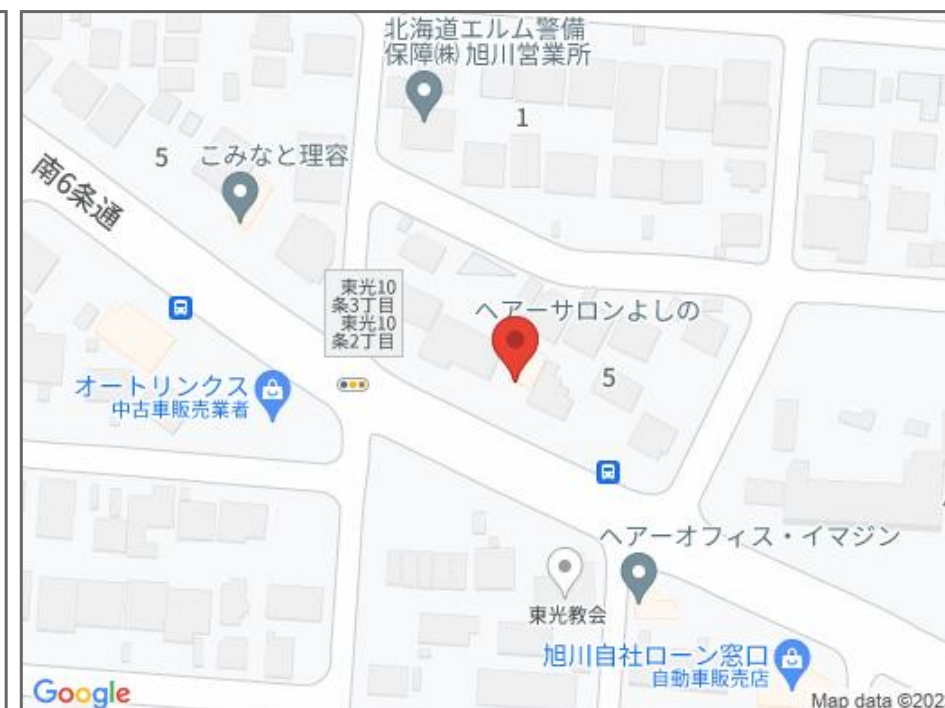 北海道エルム警備
保障㈱ 旭川営業所
1
5
こみなと理容
南6条通
東光10
条3丁目
東光10
条2丁目
ヘアーサロンよしの
5
オートリンクス
中古車販売業者
ヘアーオフィス・イマジン
東光教会
旭川自社ローン窓口
自動車販売店
Google
Map data ©202